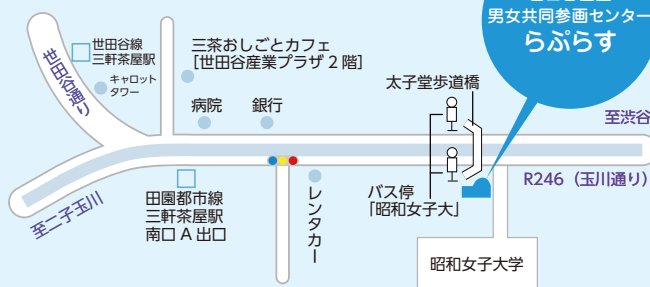 男女共同参画センター
らぷらす
世田谷線
三軒茶屋駅
キャロット
タワー
世田谷通り
三茶おしごとカフェ
[世田谷産業プラザ2階]
病院
銀行
太子堂歩道橋
至渋谷
R246（玉川通り）
至二子玉川
田園都市線
三軒茶屋駅
南口 A 出口
レンタカー
バス停
「昭和女子大」
昭和女子大学